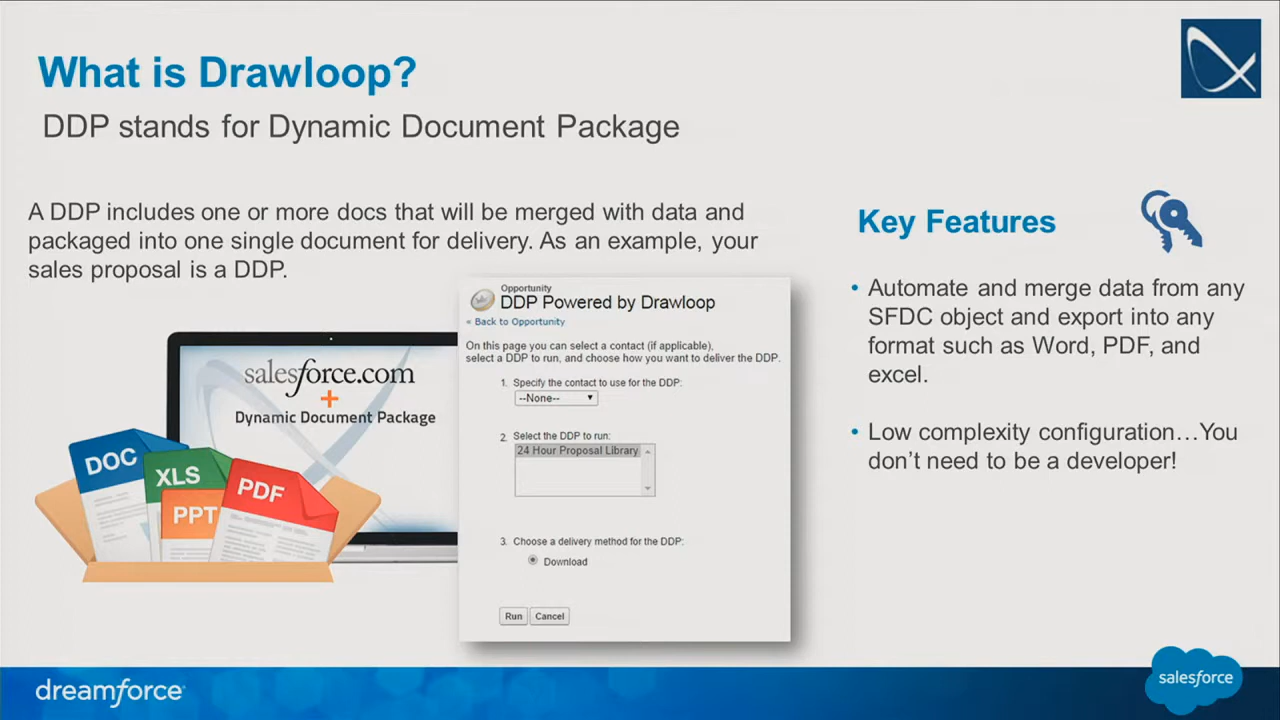 What is Drawloop?
DDP stands for Dynamic Document Package
A DDP includes one or more docs that will be merged with data and
packaged into one single document for delivery. As an example, your
sales proposal is a DDP.
salesforce.com
+
Dynamic Document Package
DOC
XLS
PPT
PDF
Opportunity
DDP Powered by Drawloop
« Back to Opportunity
On this page you can select a contact (if applicable),
select a DDP to run, and choose how you want to deliver the DDP.
1. Specify the contact to use for the DDP:
--None--
2. Select the DDP to run:
24 Hour Proposal Library
3. Choose a delivery method for the DDP:
Download
Run Cancel
Key Features
• Automate and merge data from any
SFDC object and export into any
format such as Word, PDF, and
excel.
• Low complexity configuration…You
don’t need to be a developer!
dreamforce
salesforce